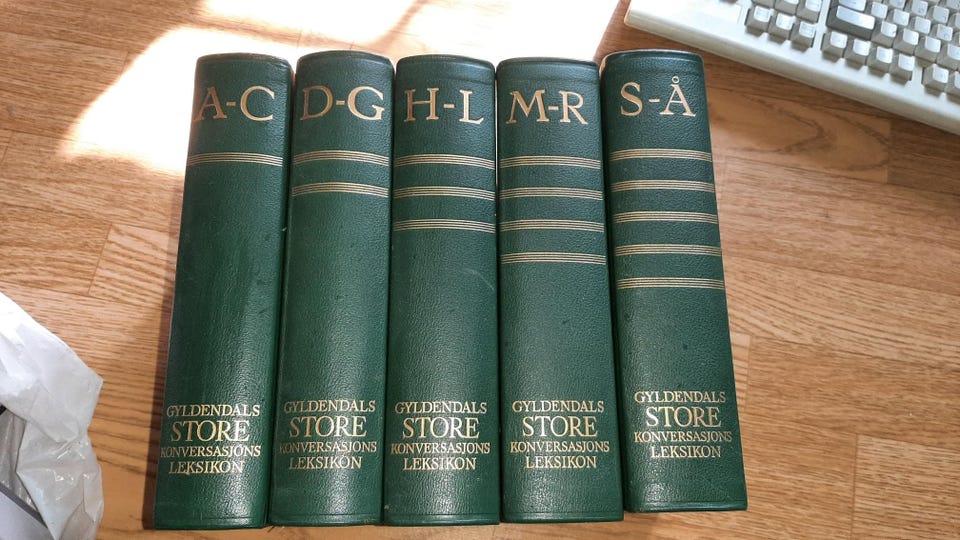 A-C
GYLDENDALS
STORE
KONVERSASJONS
LEKSIKON
D-G
GYLDENDALS
STORE
KONVERSASJONS
LEKSIKON
H-L
GYLDENDALS
STORE
KONVERSASJONS
LEKSIKON
M-R
GYLDENDALS
STORE
KONVERSASJONS
LEKSIKON
S-Å
GYLDENDALS
STORE
KONVERSASJONS
LEKSIKON